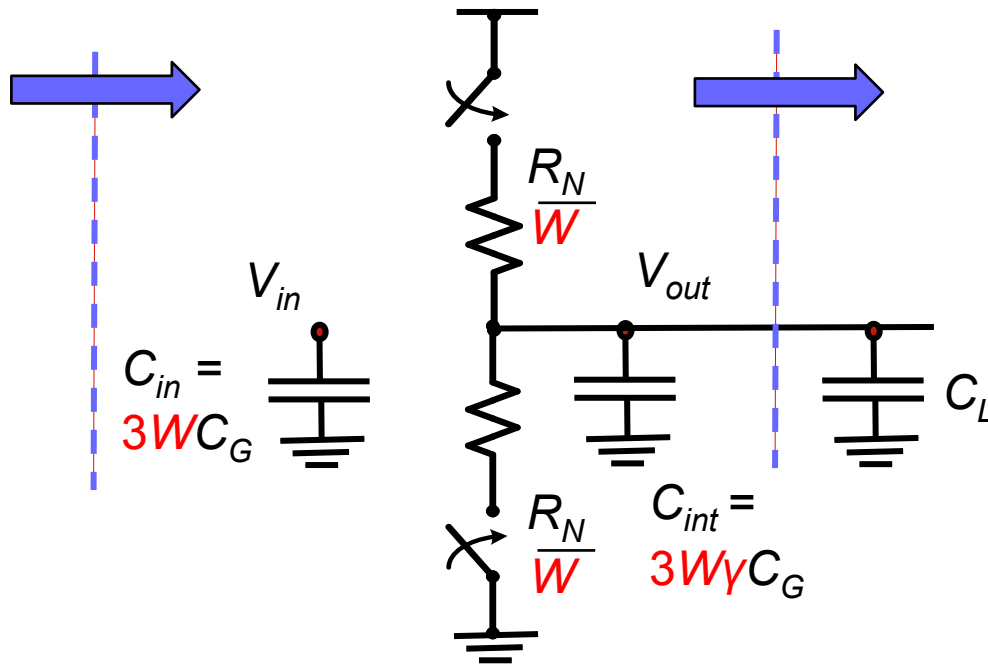 R_N
W
V_in
V_out
C_in =
3WC_G
C_L
R_N
W
C_int =
3WγC_G